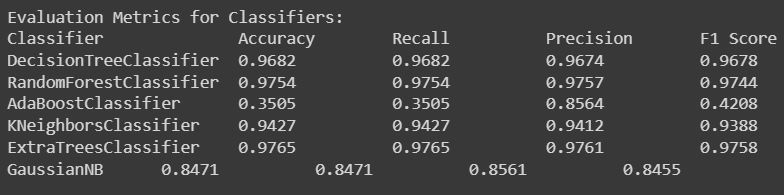 Evaluation Metrics for Classifiers:
Classifier Accuracy Recall Precision F1 Score
DecisionTreeClassifier 0.9682 0.9682 0.9674 0.9678
RandomForestClassifier 0.9754 0.9754 0.9757 0.9744
AdaBoostClassifier 0.3505 0.3505 0.8564 0.4208
KNeighborsClassifier 0.9427 0.9427 0.9412 0.9388
ExtraTreesClassifier 0.9765 0.9765 0.9761 0.9758
GaussianNB 0.8471 0.8471 0.8561 0.8455